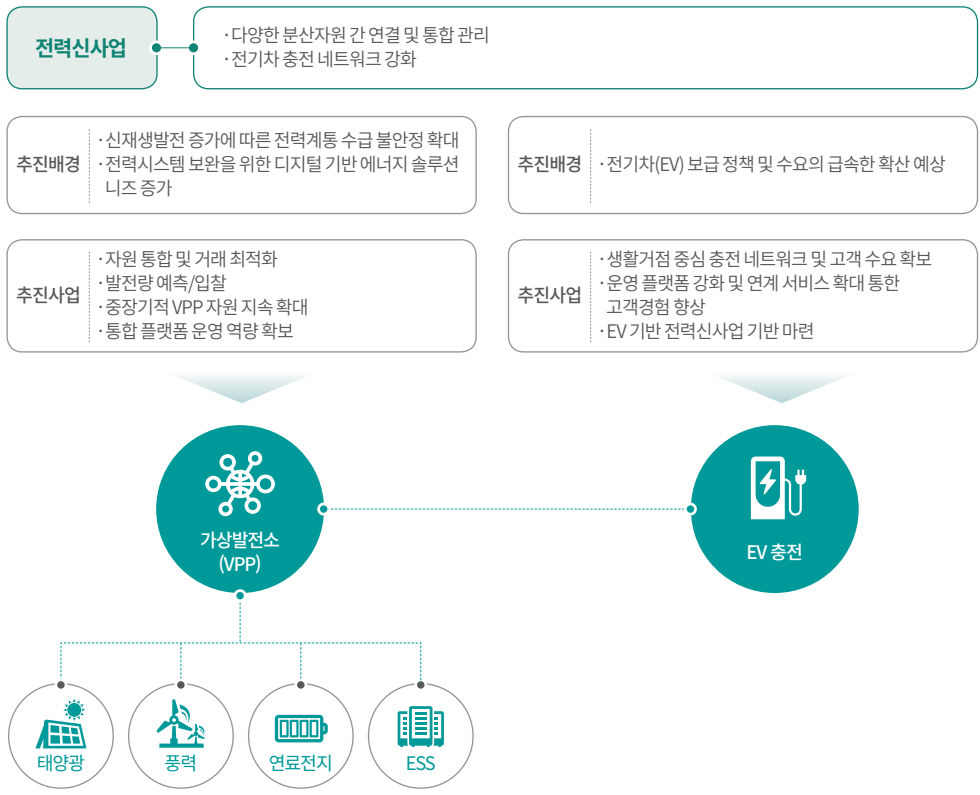 전력신사업
·다양한 분산자원 간 연결 및 통합 관리
·전기차 충전 네트워크 강화
추진배경
·신재생발전 증가에 따른 전력계통 수급 불안정 확대
·전력시스템 보완을 위한 디지털 기반 에너지 솔루션
니즈 증가
추진배경
·전기차(EV) 보급 정책 및 수요의 급속한 확산 예상
추진사업
·자원 통합 및 거래 최적화
·발전량 예측/입찰
·중장기적 VPP 자원 지속 확대
·통합 플랫폼 운영 역량 확보
추진사업
·생활거점 중심 충전 네트워크 및 고객 수요 확보
·운영 플랫폼 강화 및 연계 서비스 확대 통한
고객경험 향상
·EV 기반 전력신사업 기반 마련
가상발전소
(VPP)
EV 충전
태양광
풍력
연료전지
ESS